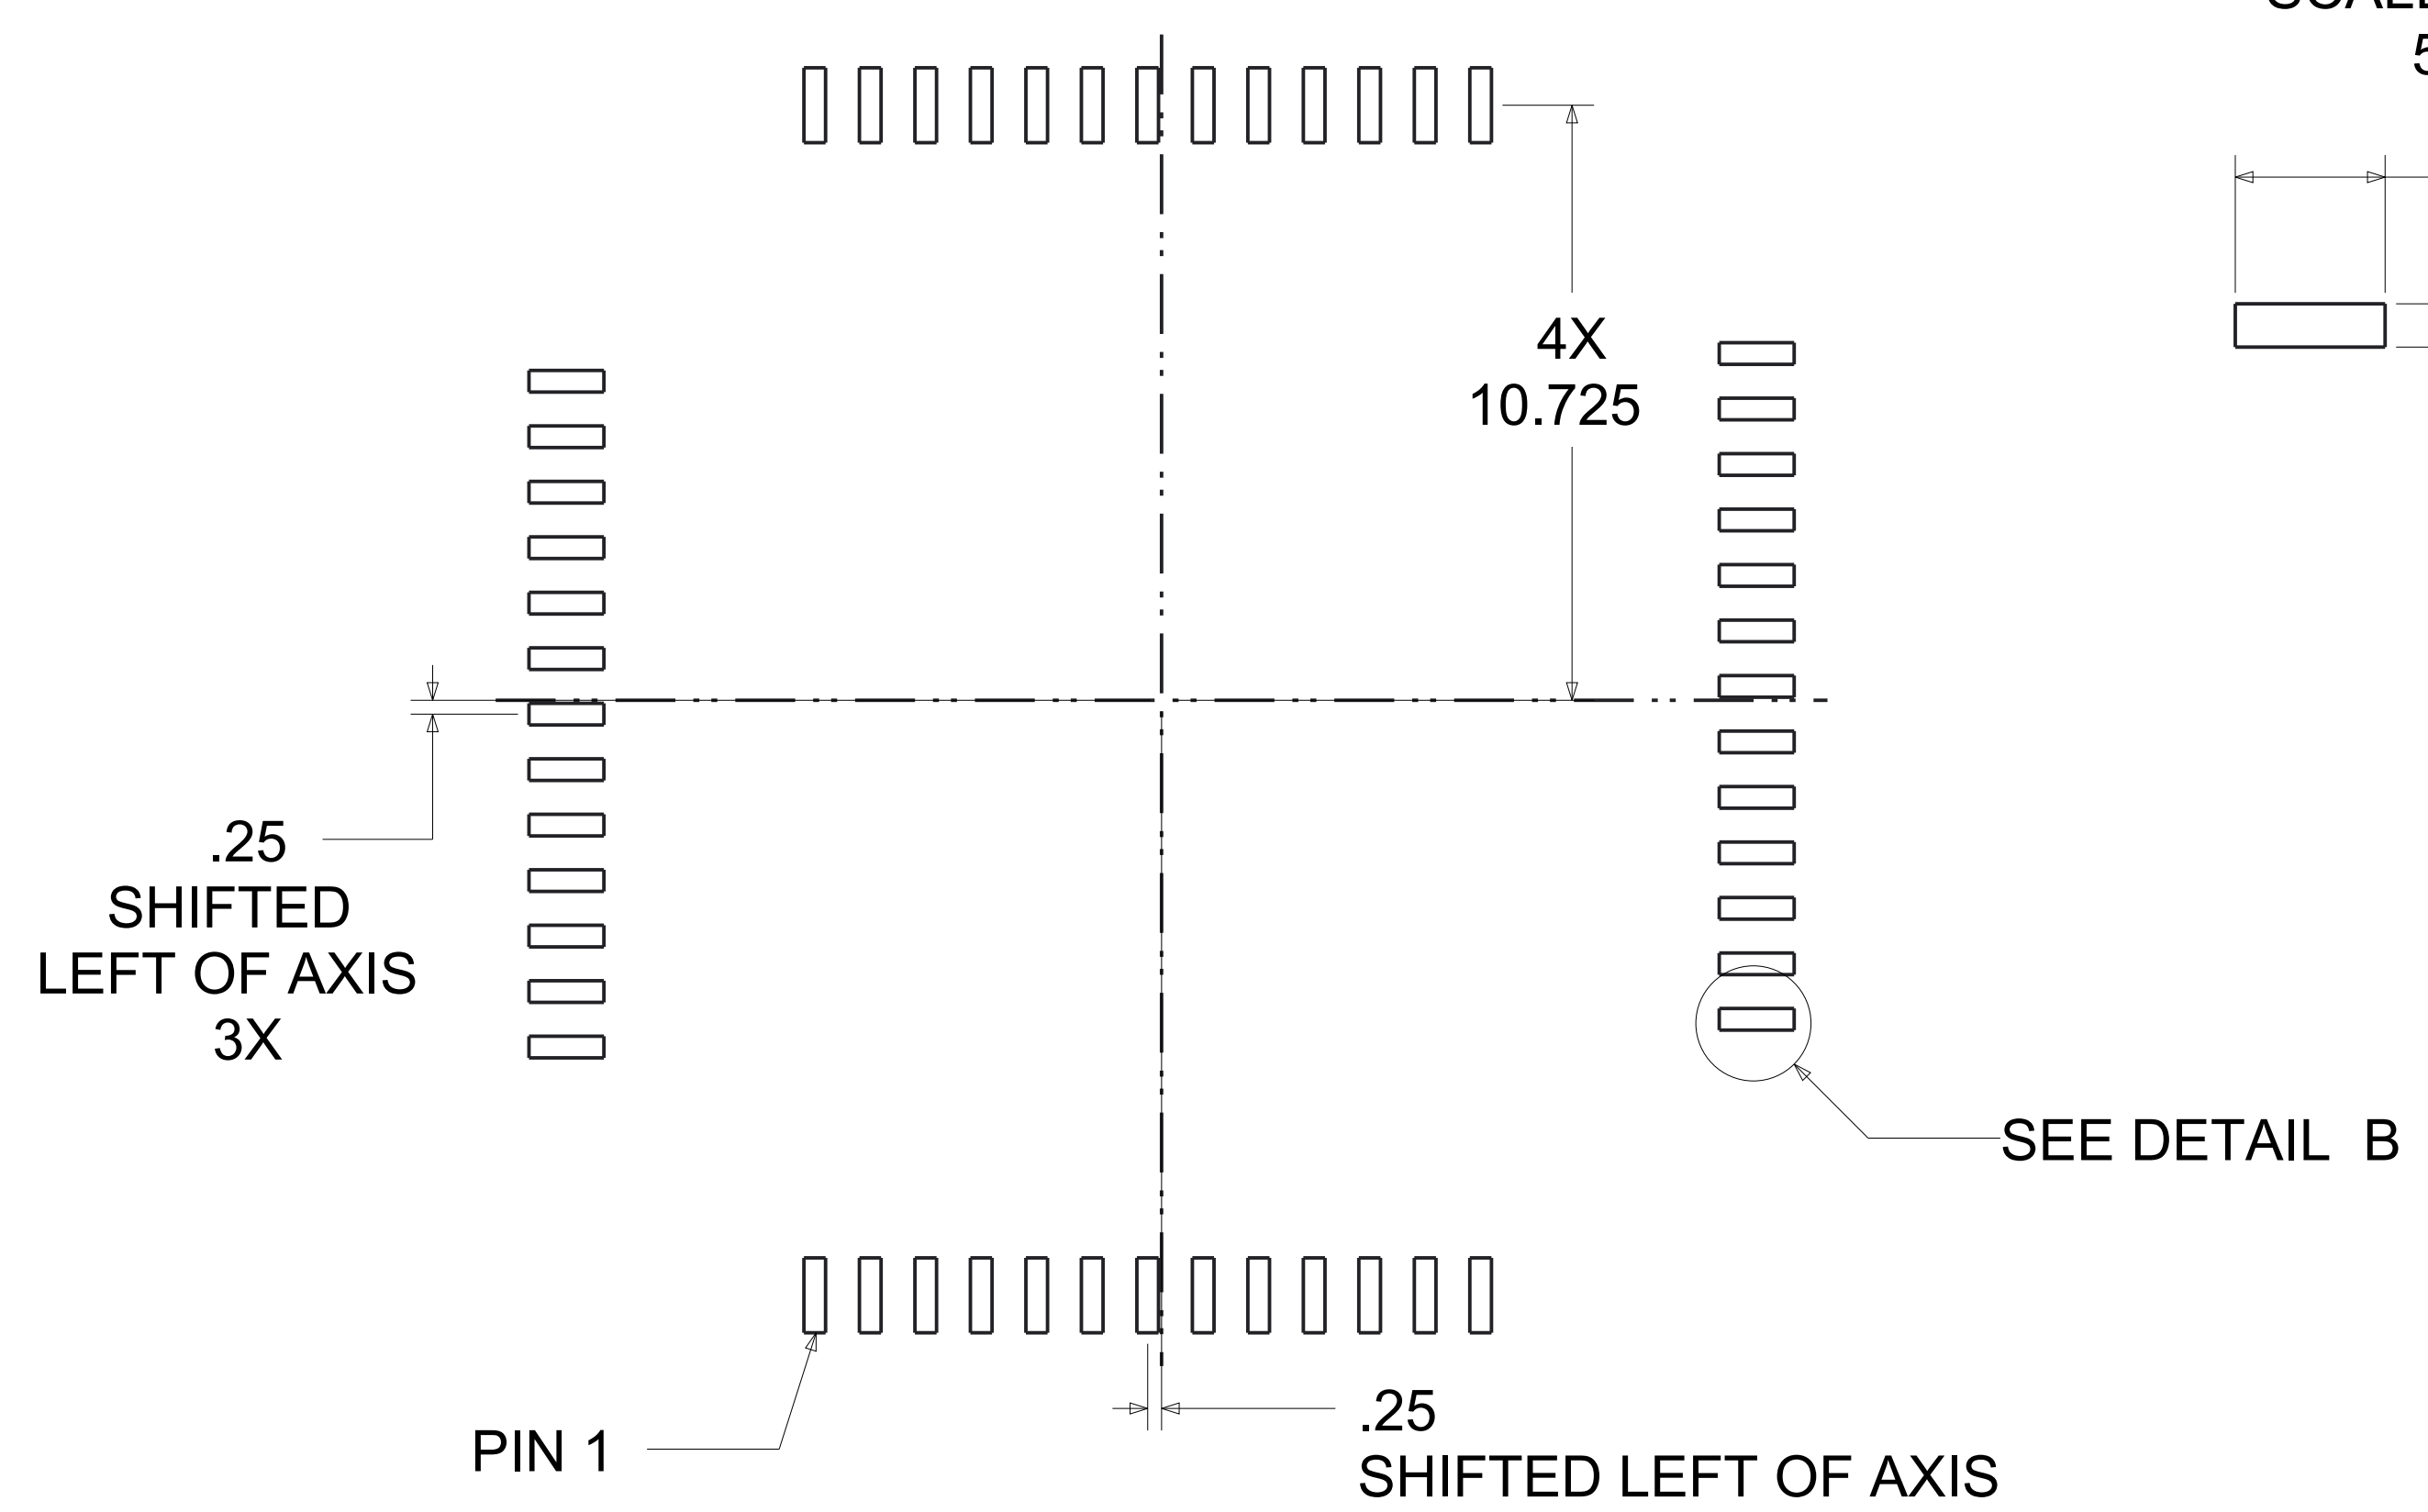 4X
10.725
.25
SHIFTED
LEFT OF AXIS
3X
SEE DETAIL B
.25
SHIFTED LEFT OF AXIS
PIN 1